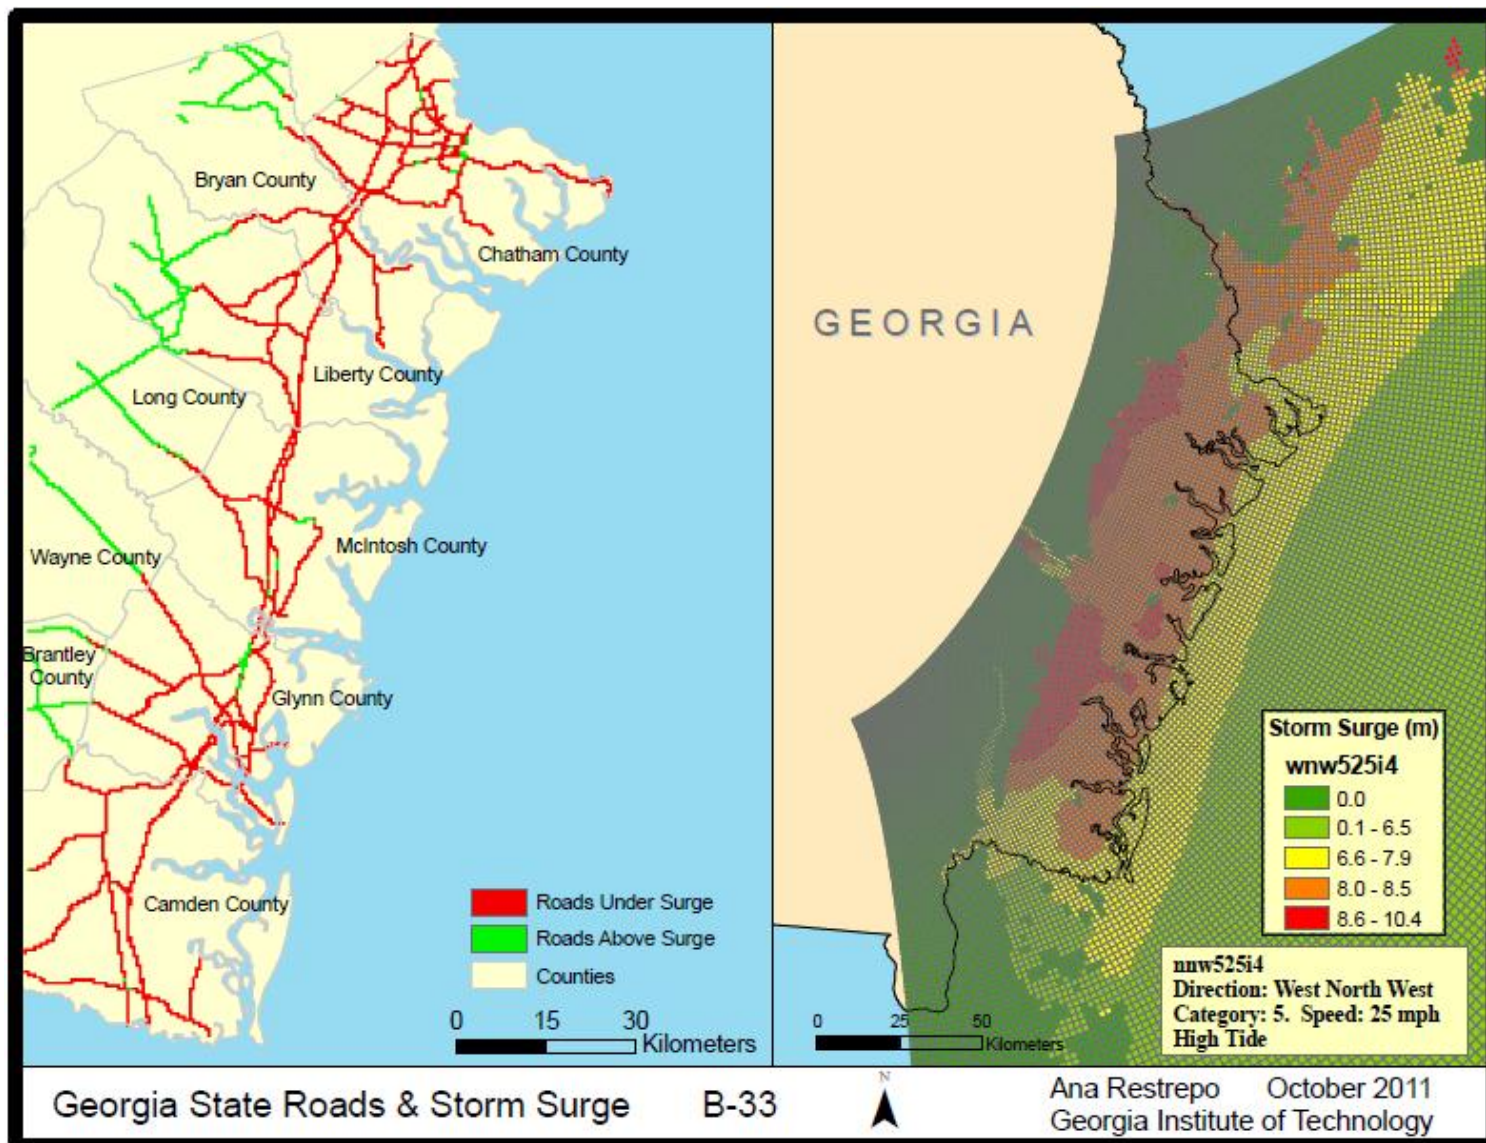 Bryan County
Chatham County
Liberty County
Long County
McIntosh County
Wayne County
Brantley
County
Glynn County
Camden County
Roads Under Surge
Roads Above Surge
Counties
0 15 30
Kilometers
GEORGIA
Storm Surge (m)
wnw525i4
0.0
0.1 - 6.5
6.6 - 7.9
8.0 - 8.5
8.6 - 10.4
nnw525i4
Direction: West North West
Category: 5. Speed: 25 mph
High Tide
0 25 50
Kilometers
Georgia State Roads & Storm Surge B-33
N
Ana Restrepo October 2011
Georgia Institute of Technology